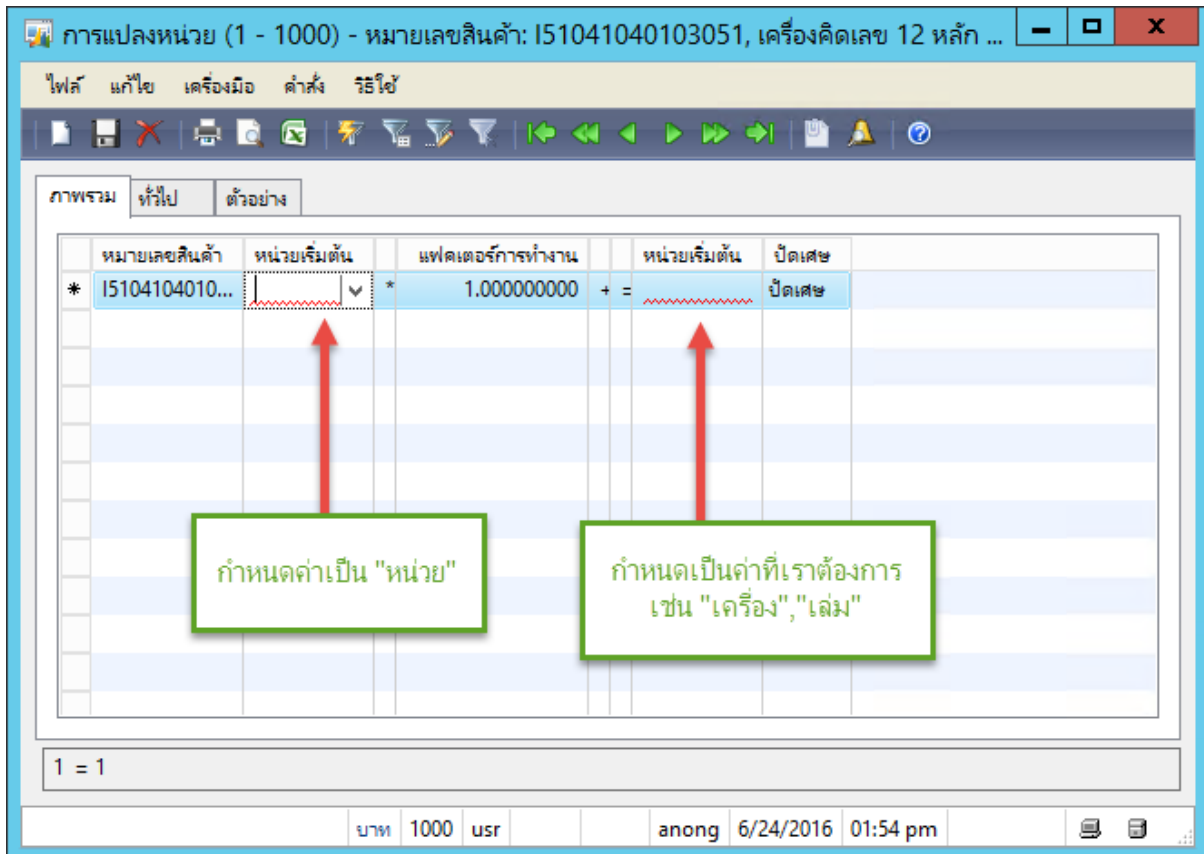 การแปลงหน่วย (1 - 1000) - หมายเลขสินค้า: I51041040103051, เครื่องคิดเลข 12 หลัก ...
ไฟล์ แก้ไข เครื่องมือ คำสั่ง วิธีใช้
ภาพรวม ทั่วไป ตัวอย่าง
หมายเลขสินค้า หน่วยเริ่มต้น แฟคเตอร์การทำงาน หน่วยเริ่มต้น ปัดเศษ
* I5104104010... * 1.000000000 + = ปัดเศษ
กำหนดค่าเป็น "หน่วย"
กำหนดเป็นค่าที่เราต้องการ
เช่น "เครื่อง","เล่ม"
1 = 1
บาท 1000 usr anong 6/24/2016 01:54 pm